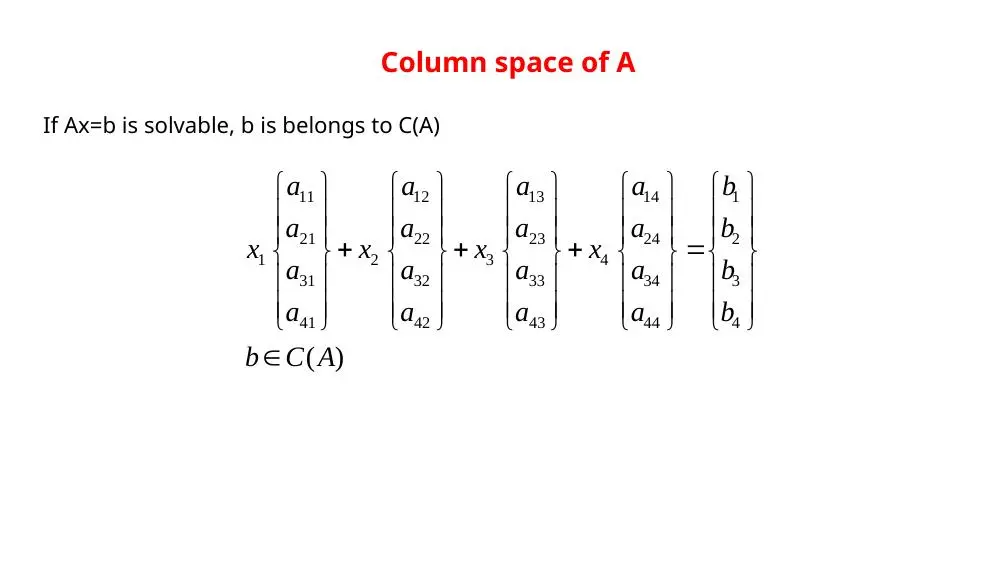 Column space of A
If Ax=b is solvable, b is belongs to C(A)
x₁ {a₁₁ a₂₁ a₃₁ a₄₁} + x₂ {a₁₂ a₂₂ a₃₂ a₄₂} + x₃ {a₁₃ a₂₃ a₃₃ a₄₃} + x₄ {a₁₄ a₂₄ a₃₄ a₄₄} = {b₁ b₂ b₃ b₄}
b ∈ C(A)